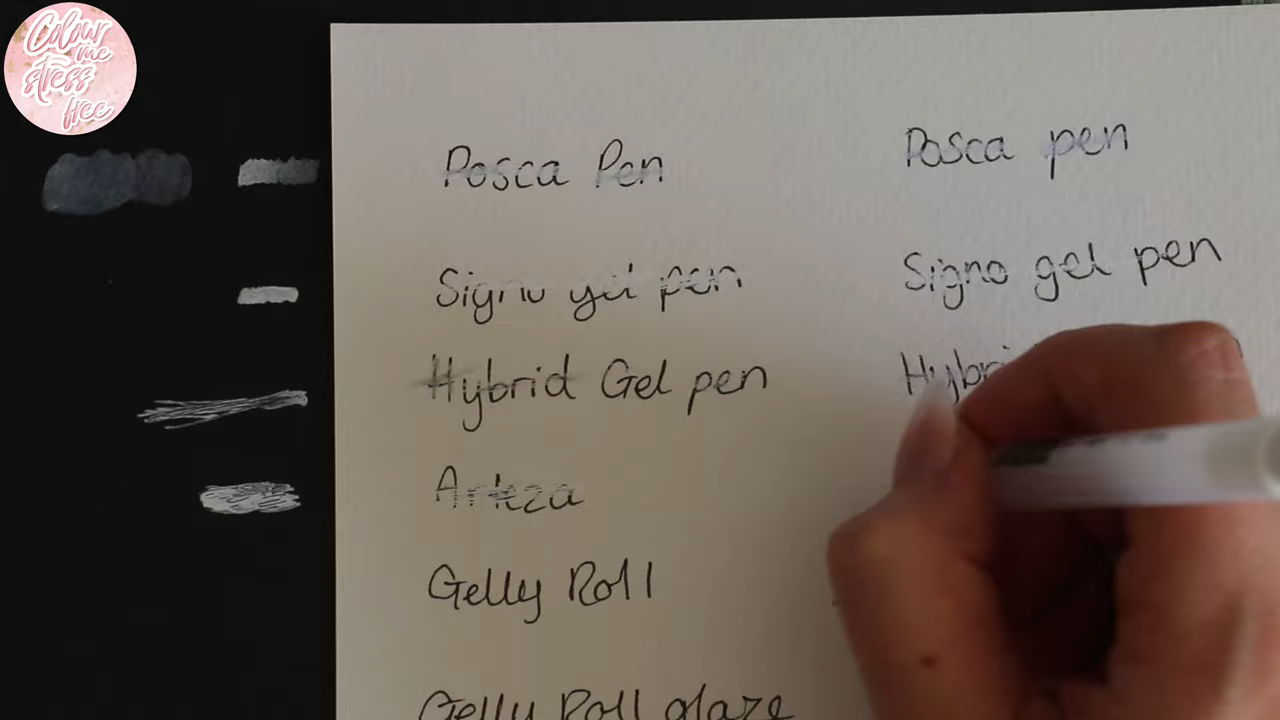 Colour
me
stress
free
Posca Pen
Signo gel pen
Hybrid Gel pen
Arteza
Gelly Roll
Gelly Roll glaze
Posca pen
Signo gel pen